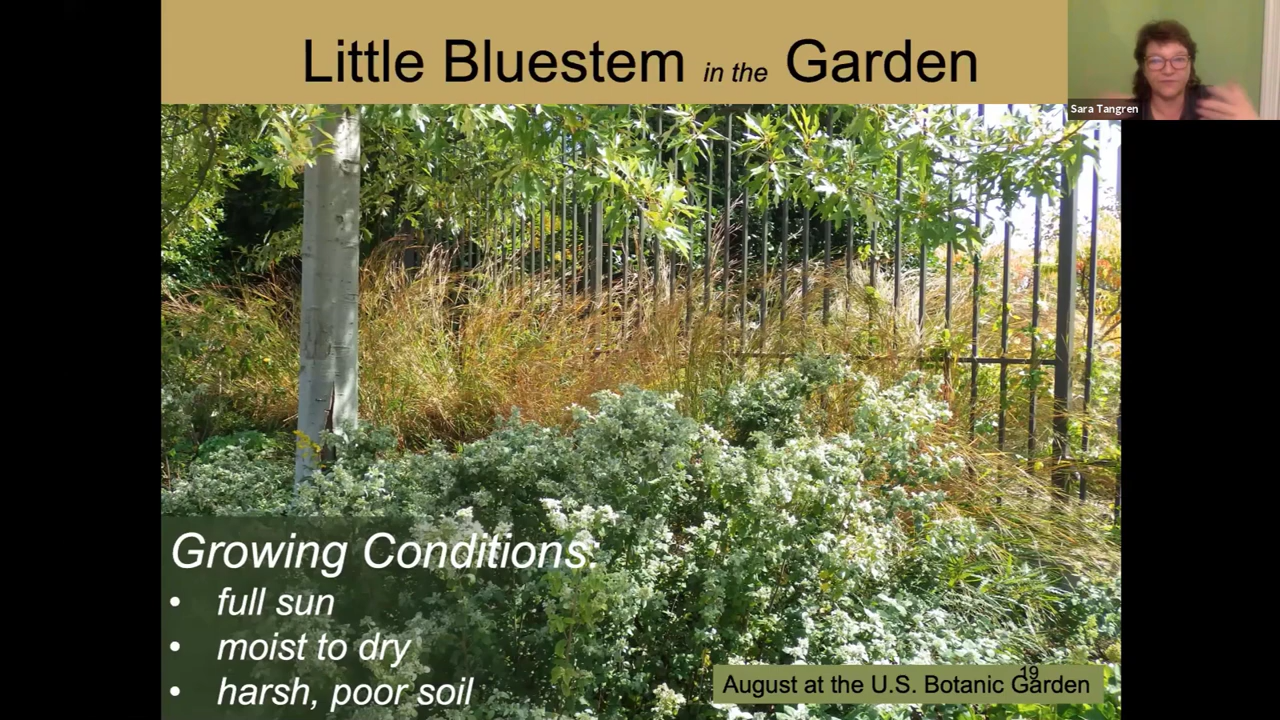 Little Bluestem in the Garden
Sara Tangren
Growing Conditions:
• full sun
• moist to dry
• harsh, poor soil
19
August at the U.S. Botanic Garden